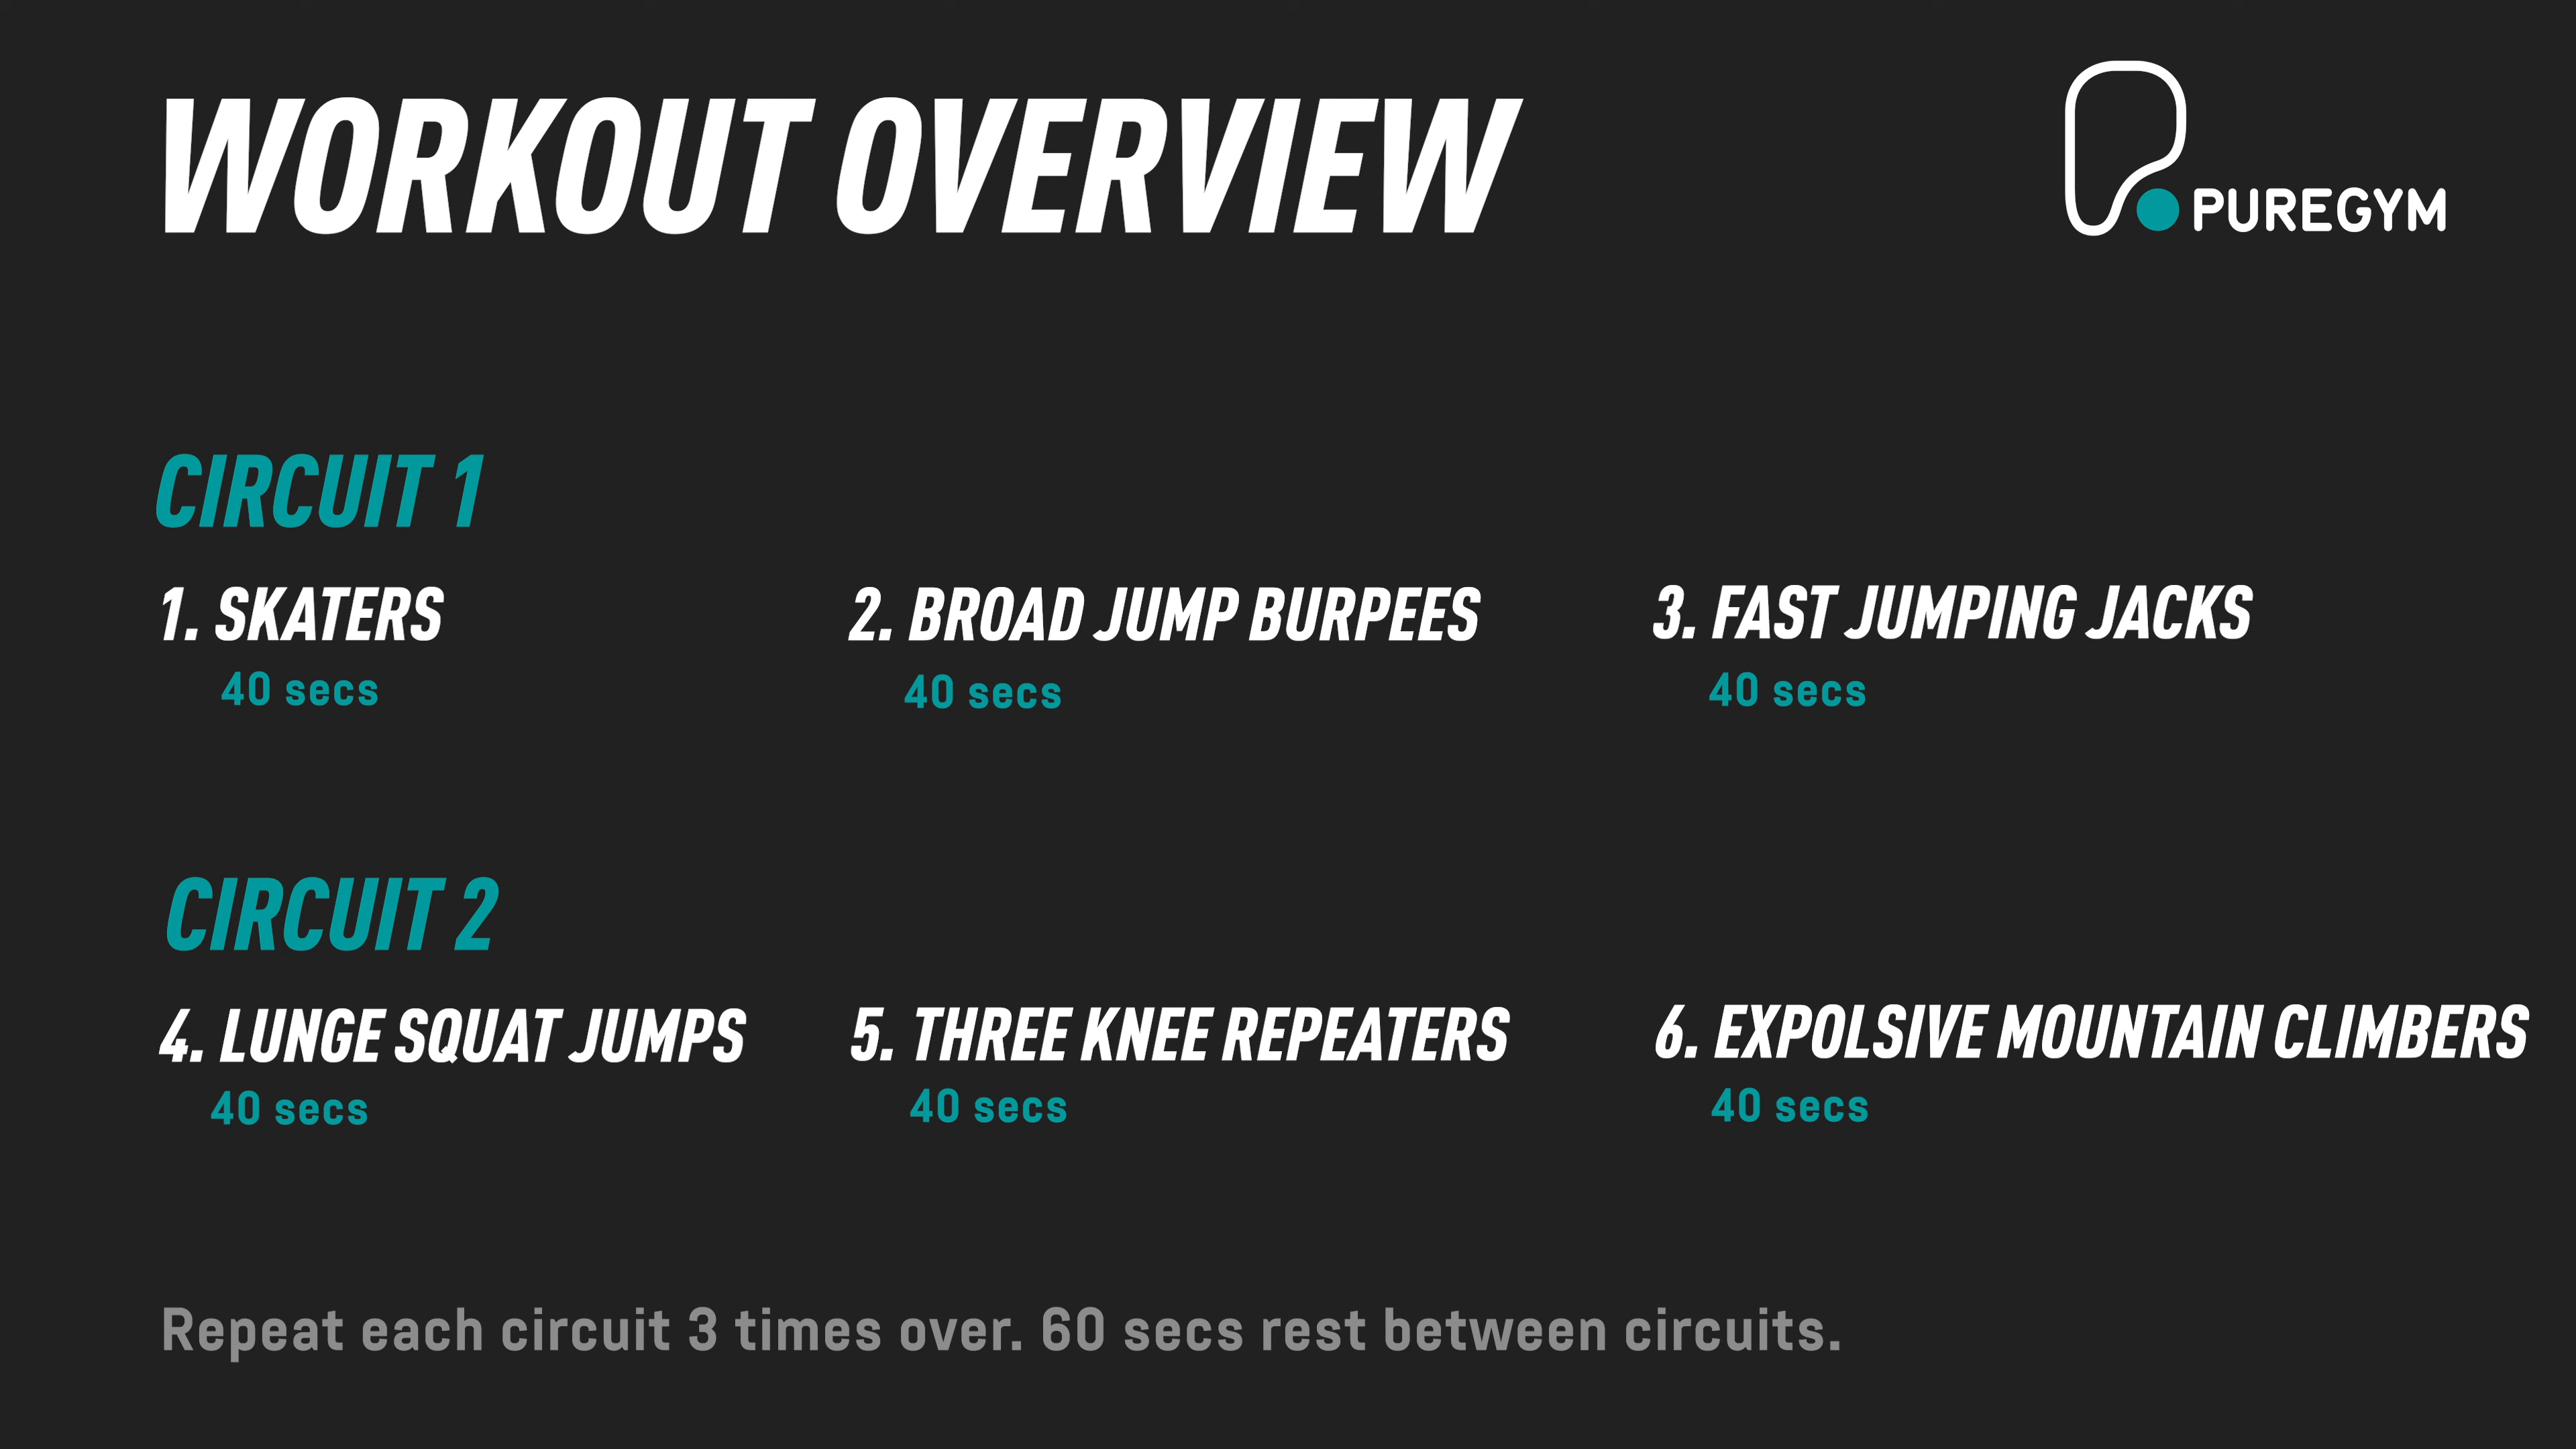 WORKOUT OVERVIEW
PUREGYM
CIRCUIT 1
1. SKATERS
40 secs
2. BROAD JUMP BURPEES
40 secs
3. FAST JUMPING JACKS
40 secs
CIRCUIT 2
4. LUNGE SQUAT JUMPS
40 secs
5. THREE KNEE REPEATERS
40 secs
6. EXPOLSIVE MOUNTAIN CLIMBERS
40 secs
Repeat each circuit 3 times over. 60 secs rest between circuits.